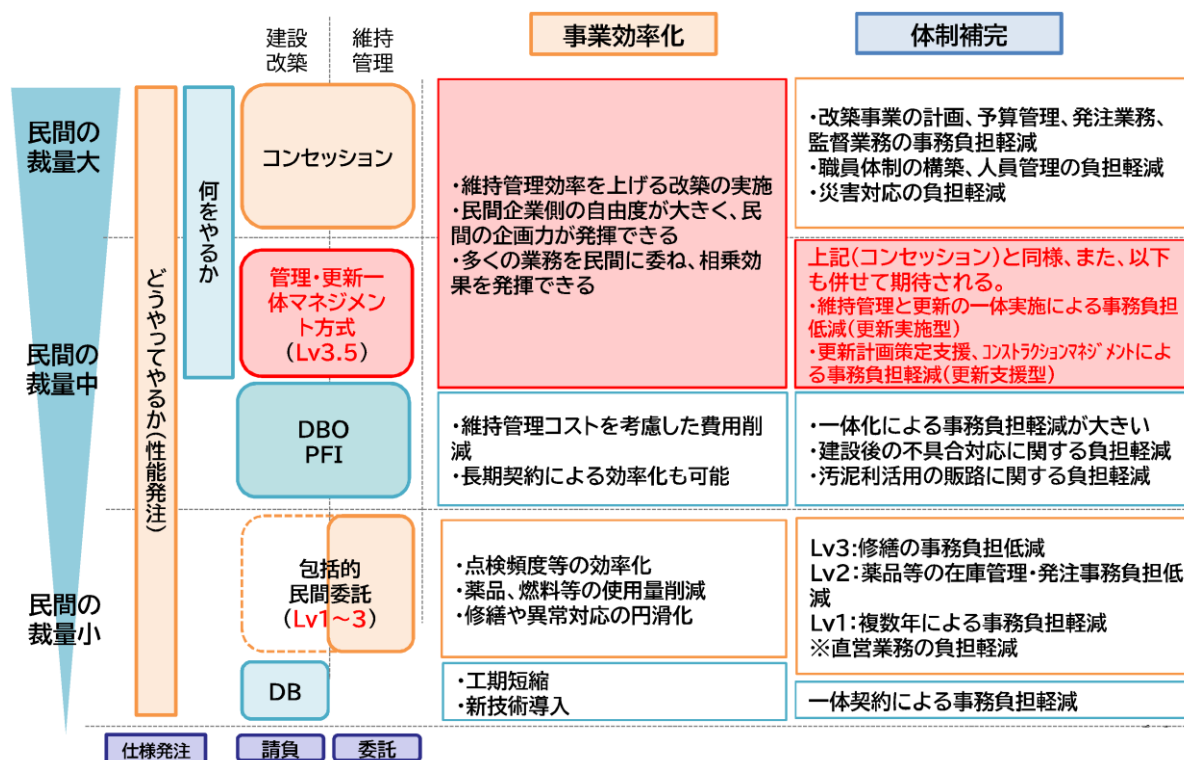 建設
改築
維持
管理
事業効率化
体制補完
民間の
裁量大
民間の
裁量中
民間の
裁量小
どうやってやるか(性能発注)
何をやるか
コンセッション
・維持管理効率を上げる改築の実施
・民間企業側の自由度が大きく、民
間の企画力が発揮できる
・多くの業務を民間に委ね、相乗効
果を発揮できる
・改築事業の計画、予算管理、発注業務、
監督業務の事務負担軽減
・職員体制の構築、人員管理の負担軽減
・災害対応の負担軽減
管理・更新一
体マネジメン
ト方式
(Lv3.5)
上記(コンセッション)と同様、また、以下
も併せて期待される。
・維持管理と更新の一体実施による事務負担
低減(更新実施型)
・更新計画策定支援、コンストラクションマネジメントによ
る事務負担軽減(更新支援型)
DBO
PFI
・維持管理コストを考慮した費用削
減
・長期契約による効率化も可能
・一体化による事務負担軽減が大きい
・建設後の不具合対応に関する負担軽減
・汚泥利活用の販路に関する負担軽減
包括的
民間委託
(Lv1~3)
・点検頻度等の効率化
・薬品、燃料等の使用量削減
・修繕や異常対応の円滑化
Lv3:修繕の事務負担低減
Lv2:薬品等の在庫管理・発注事務負担低
減
Lv1:複数年による事務負担軽減
※直営業務の負担軽減
DB
・工期短縮
・新技術導入
一体契約による事務負担軽減
仕様発注
請負
委託